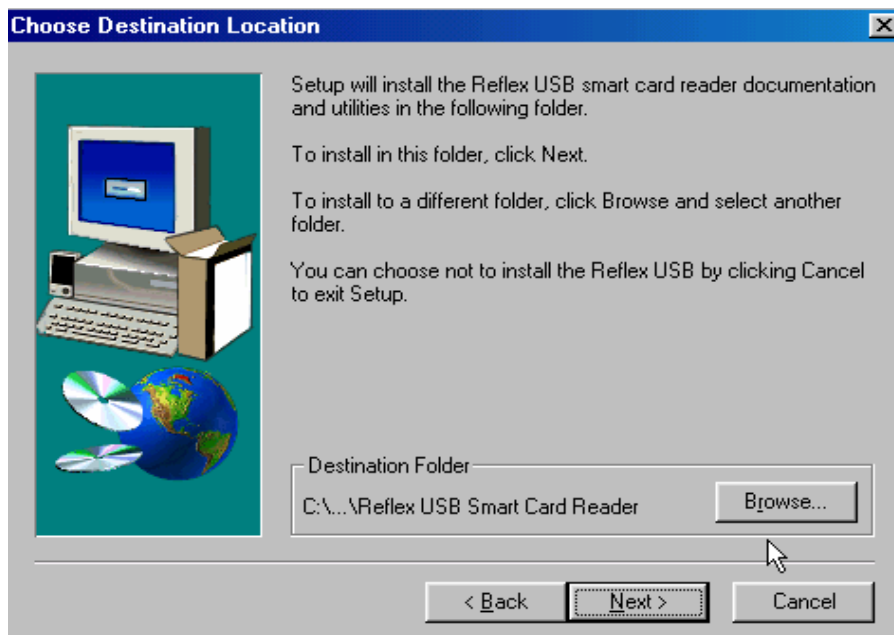 Choose Destination Location
Setup will install the Reflex USB smart card reader documentation
and utilities in the following folder.
To install in this folder, click Next.
To install to a different folder, click Browse and select another
folder.
You can choose not to install the Reflex USB by clicking Cancel
to exit Setup.
Destination Folder
C:\...\Reflex USB Smart Card Reader
Browse...
< Back
Next >
Cancel